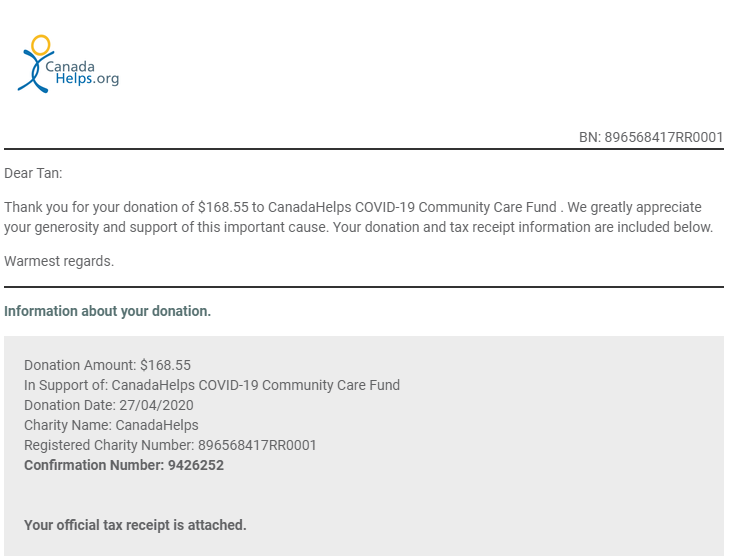 Canada
Helps.org
BN: 896568417RR0001
Dear Tan:
Thank you for your donation of $168.55 to CanadaHelps COVID-19 Community Care Fund . We greatly appreciate
your generosity and support of this important cause. Your donation and tax receipt information are included below.
Warmest regards.
Information about your donation.
Donation Amount: $168.55
In Support of: CanadaHelps COVID-19 Community Care Fund
Donation Date: 27/04/2020
Charity Name: CanadaHelps
Registered Charity Number: 896568417RR0001
Confirmation Number: 9426252
Your official tax receipt is attached.